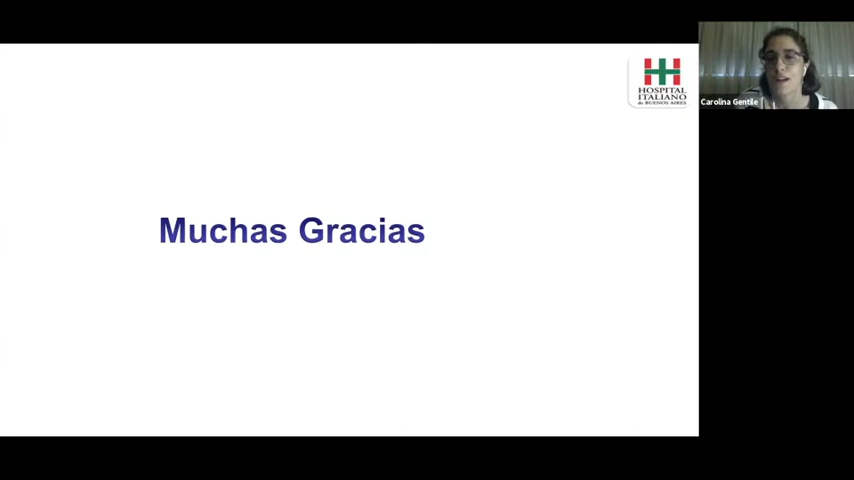 HOSPITAL
ITALIANO
de BUENOS AIRES
Carolina Gentile
Muchas Gracias